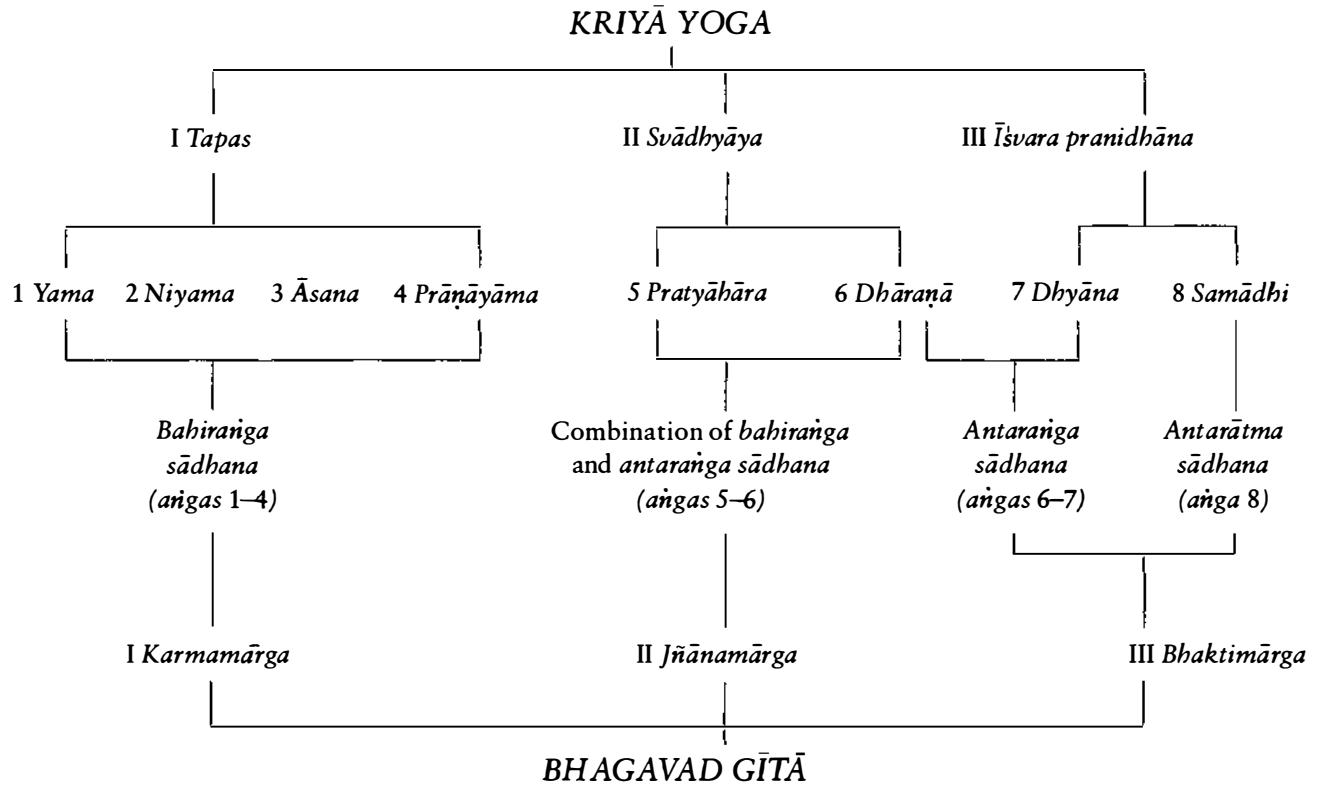 KRIYĀ YOGA
I Tapas
II Svādhyāya
III Īśvara pranidhāna
1 Yama
2 Niyama
3 Āsana
4 Prāṇāyāma
5 Pratyāhāra
6 Dhāraṇā
7 Dhyāna
8 Samādhi
Bahiraṅga
sādhana
(aṅgas 1–4)
Combination of bahiraṅga
and antaraṅga sādhana
(aṅgas 5–6)
Antaraṅga
sādhana
(aṅgas 6–7)
Antarātma
sādhana
(aṅga 8)
I Karmamārga
II Jñānamārga
III Bhaktimārga
BHAGAVAD GĪTĀ